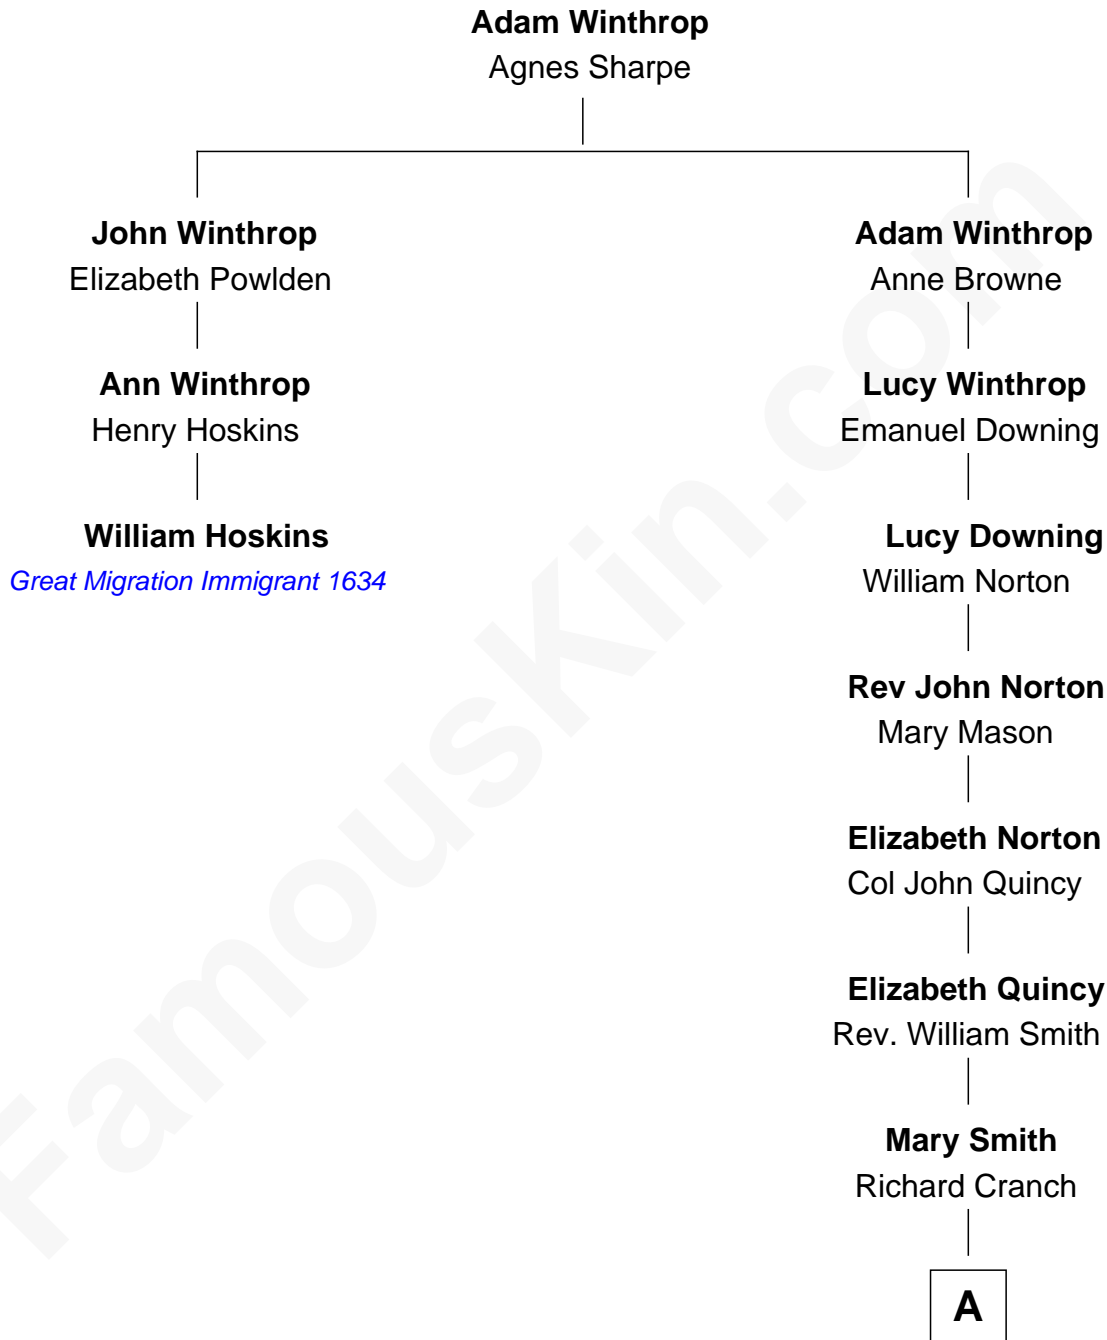 Adam Winthrop
Agnes Sharpe
John Winthrop
Elizabeth Powlden
Adam Winthrop
Anne Browne
Ann Winthrop
Henry Hoskins
Lucy Winthrop
Emanuel Downing
William Hoskins
Great Migration Immigrant 1634
Lucy Downing
William Norton
Rev John Norton
Mary Mason
Elizabeth Norton
Col John Quincy
Elizabeth Quincy
Rev. William Smith
Mary Smith
Richard Cranch
A
FamousKin.com